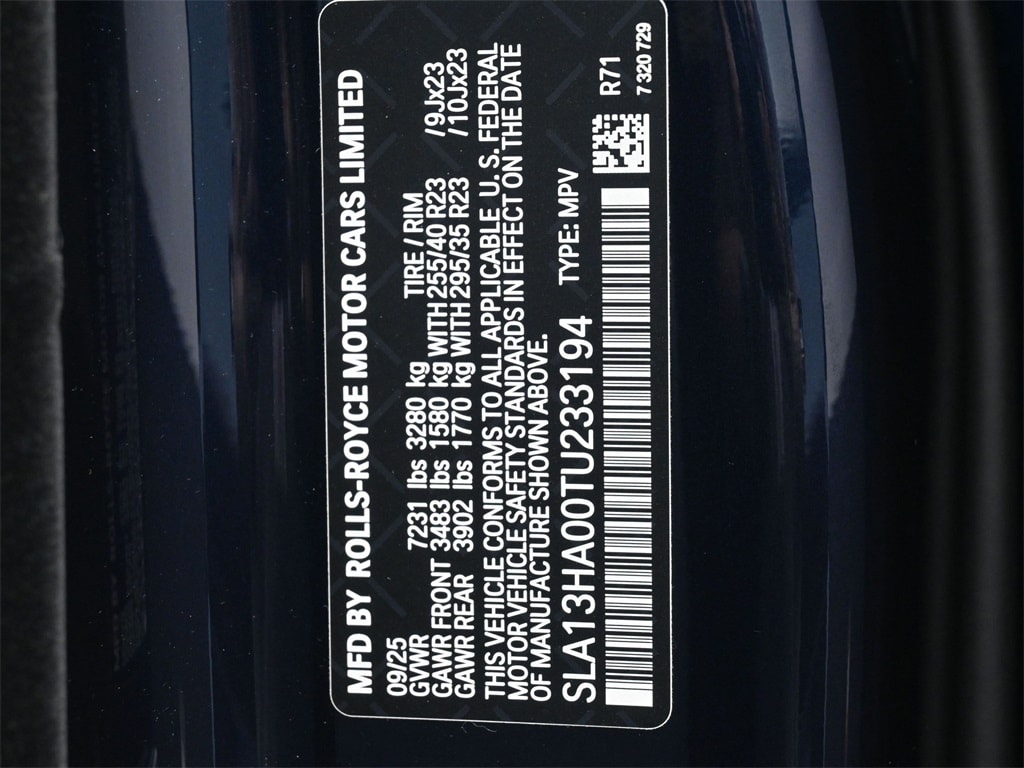 MFD BY ROLLS-ROYCE MOTOR CARS LIMITED
09/25
GVWR 7231 lbs 3280 kg TIRE / RIM
GAWR FRONT 3483 lbs 1580 kg WITH 255/40 R23 /9Jx23
GAWR REAR 3902 lbs 1770 kg WITH 295/35 R23 /10Jx23
THIS VEHICLE CONFORMS TO ALL APPLICABLE U. S. FEDERAL
MOTOR VEHICLE SAFETY STANDARDS IN EFFECT ON THE DATE
OF MANUFACTURE SHOWN ABOVE.
SLA13HA00TU233194 TYPE: MPV
R71
7 320 729